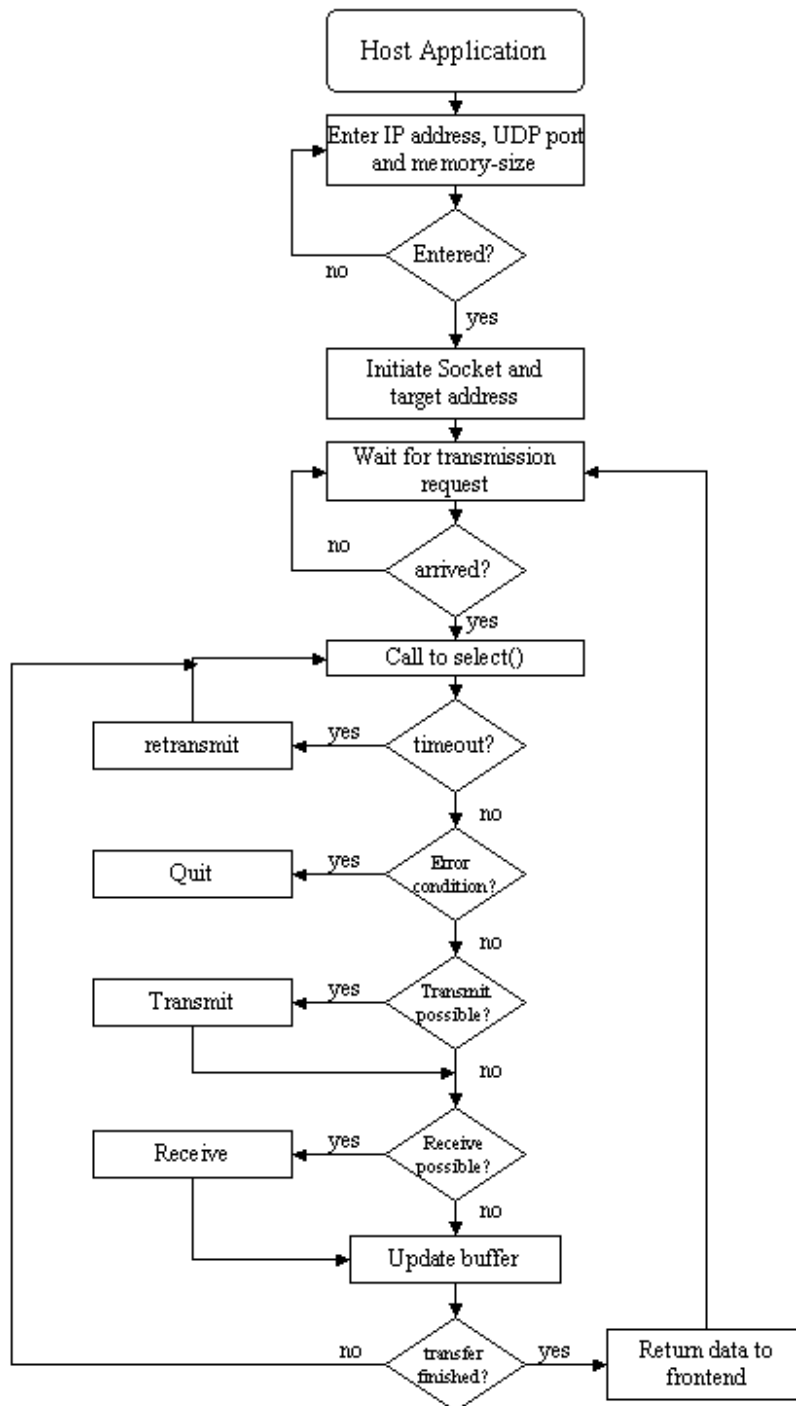 Host Application
Enter IP address, UDP port
and memory-size
Entered?
no
yes
Initiate Socket and
target address
Wait for transmission
request
no
arrived?
yes
Call to select()
retransmit
yes
timeout?
no
Quit
yes
Error
condition?
no
Transmit
yes
Transmit
possible?
no
Receive
yes
Receive
possible?
no
Update buffer
no
transfer
finished?
yes
Return data to
frontend